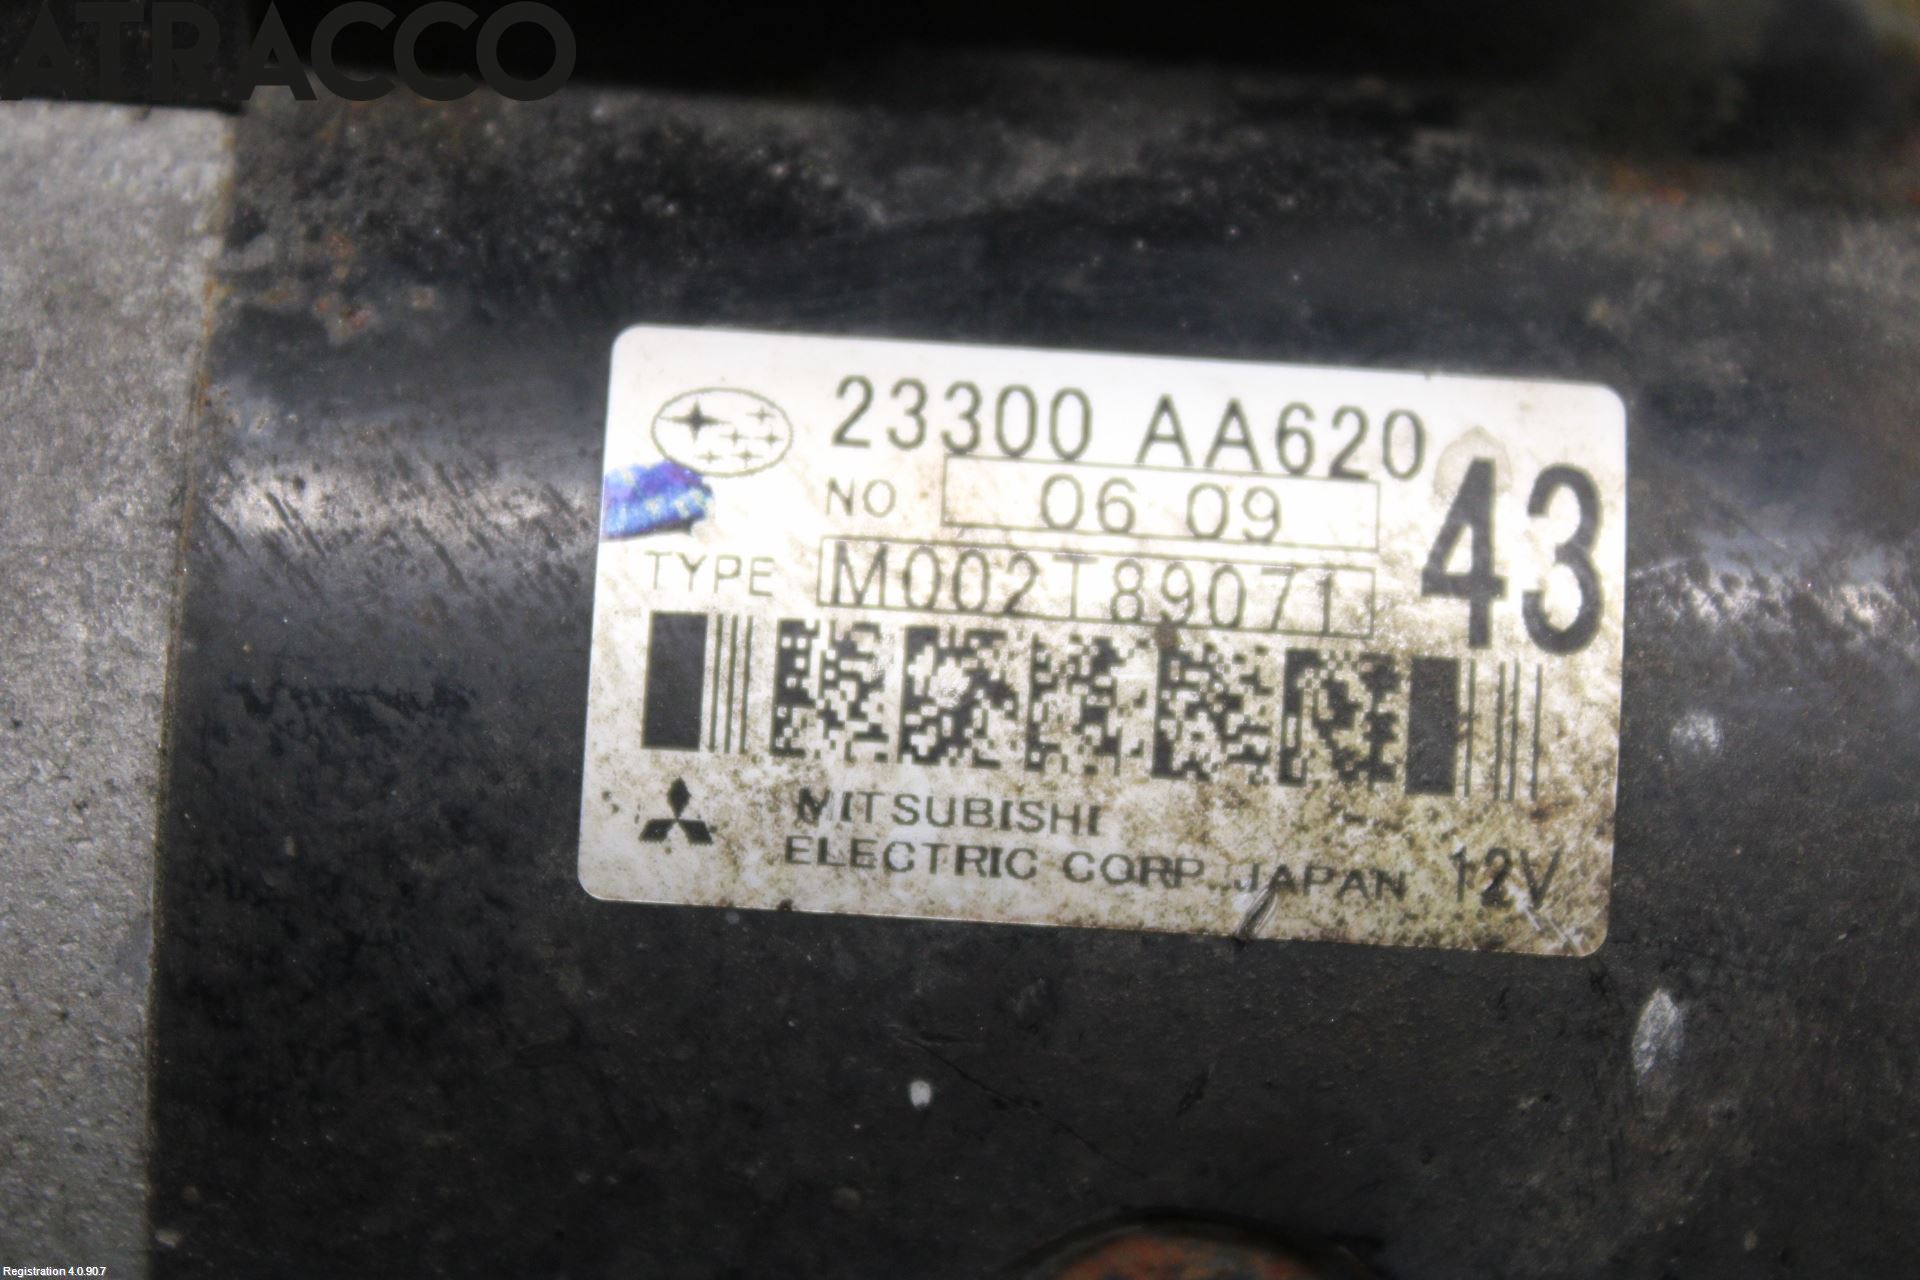 ATRACCO
23300 AA620
NO 06 09
43
TYPE M002T89071
MITSUBISHI
ELECTRIC CORP. JAPAN 12V
Registration 4.0.90.7